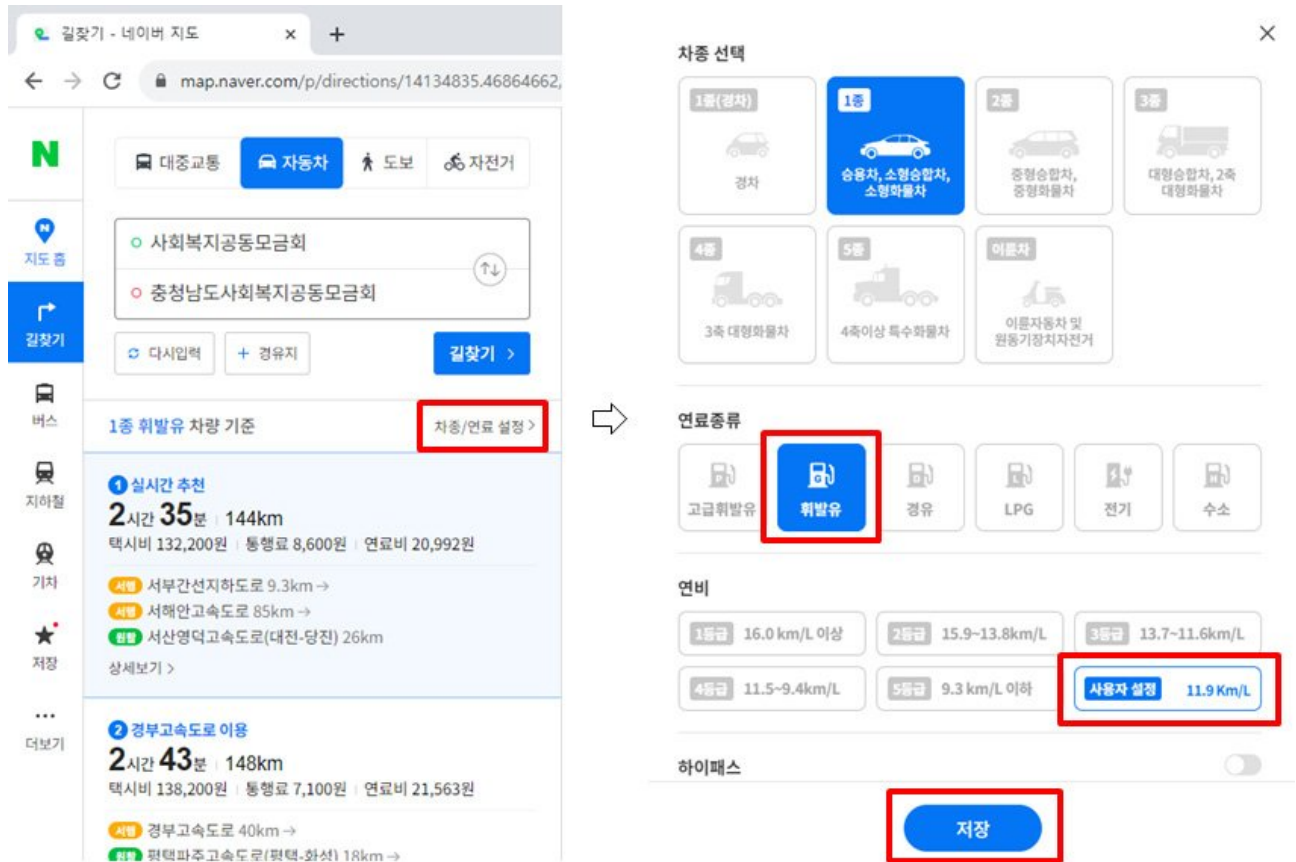 길찾기 - 네이버 지도
map.naver.com/p/directions/14134835.46864662,
N
지도 홈
길찾기
버스
지하철
기차
저장
더보기
대중교통
자동차
도보
자전거
사회복지공동모금회
충청남도사회복지공동모금회
다시입력
+ 경유지
길찾기 >
1종 휘발유 차량 기준
차종/연료 설정 >
1 실시간 추천
2시간 35분 144km
택시비 132,200원 통행료 8,600원 연료비 20,992원
서행 서부간선지하도로 9.3km →
서행 서해안고속도로 85km →
원활 서산영덕고속도로(대전-당진) 26km
상세보기 >
2 경부고속도로 이용
2시간 43분 148km
택시비 138,200원 통행료 7,100원 연료비 21,563원
서행 경부고속도로 40km →
원활 평택파주고속도로(평택-화성) 18km →
차종 선택
1종(경차)
경차
1종
승용차, 소형승합차,
소형화물차
2종
중형승합차,
중형화물차
3종
대형승합차, 2축
대형화물차
4종
3축 대형화물차
5종
4축이상 특수화물차
이륜차
이륜자동차 및
원동기장치자전거
연료종류
고급휘발유
휘발유
경유
LPG
전기
수소
연비
1등급 16.0 km/L 이상
2등급 15.9~13.8km/L
3등급 13.7~11.6km/L
4등급 11.5~9.4km/L
5등급 9.3 km/L 이하
사용자 설정 11.9 Km/L
하이패스
저장